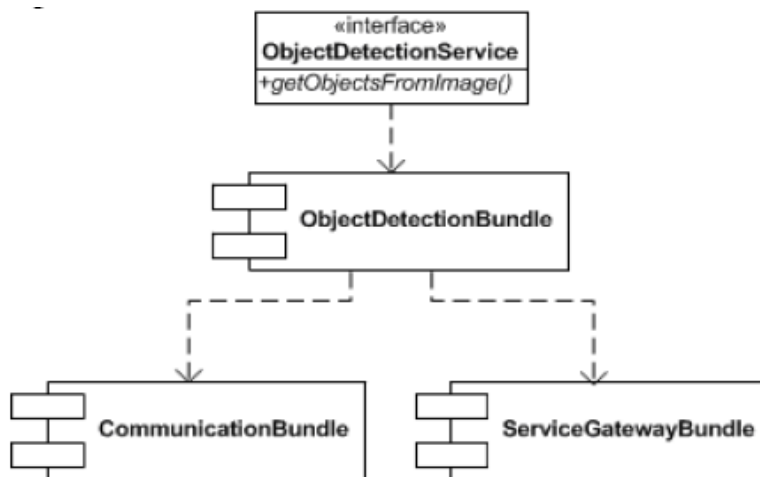 «interface»
ObjectDetectionService
+getObjectsFromImage()
ObjectDetectionBundle
CommunicationBundle
ServiceGatewayBundle